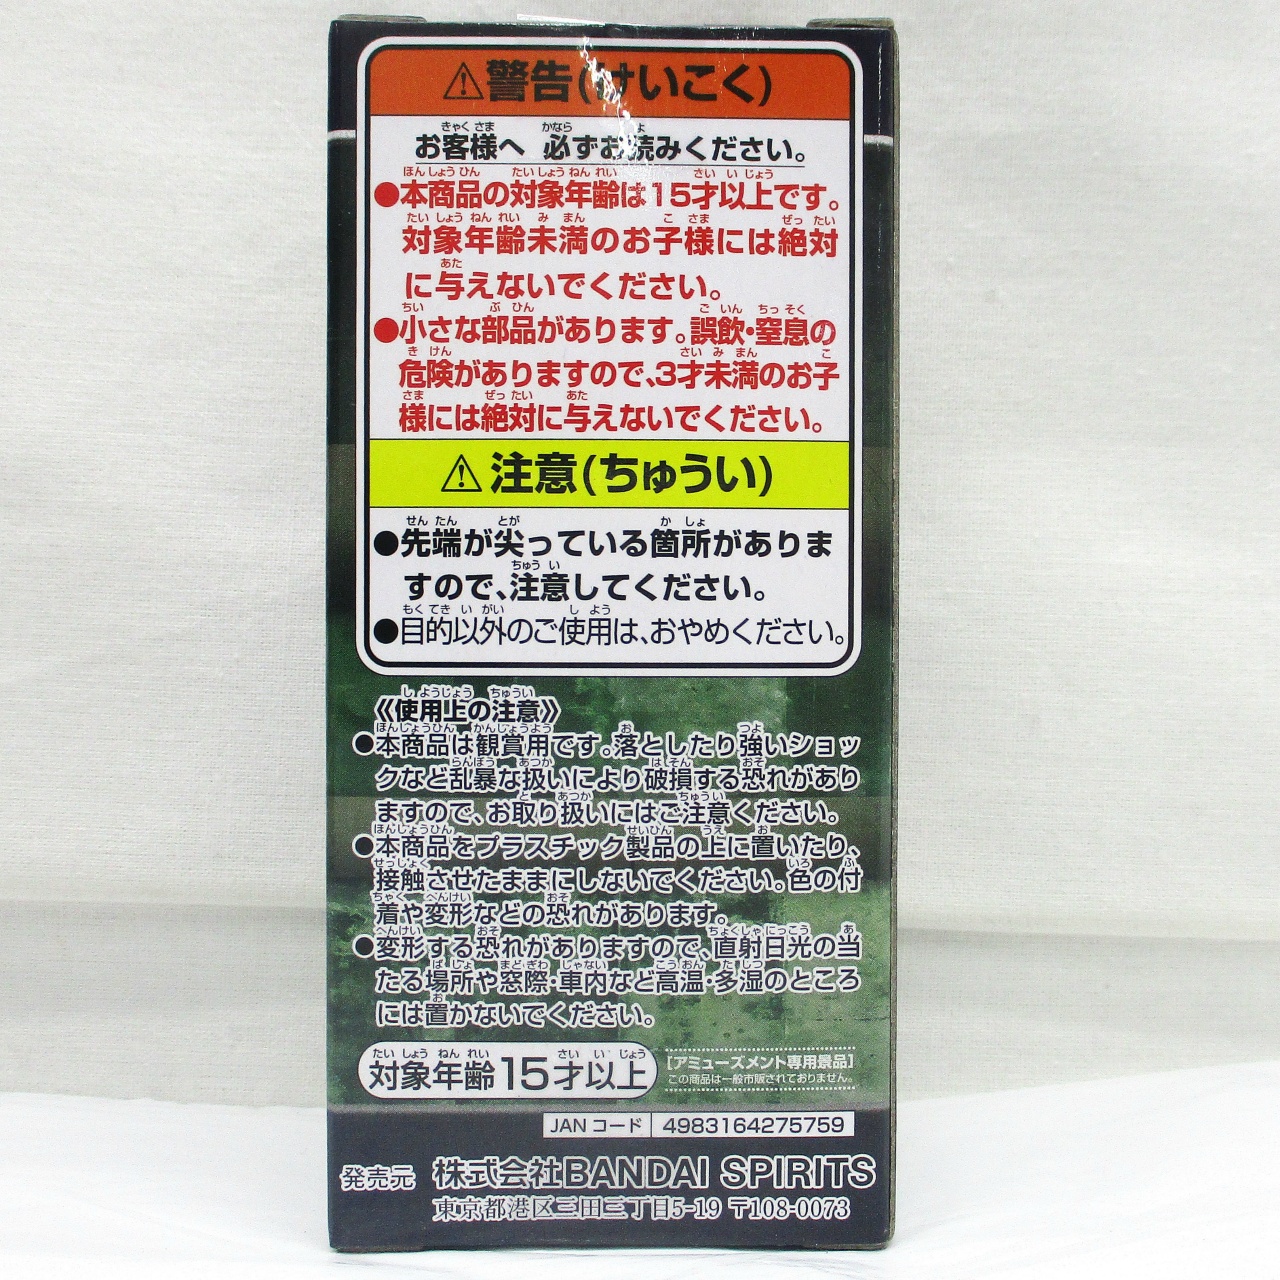 ⚠警告(けいこく)
お客様へ 必ずお読みください。
●本商品の対象年齢は15才以上です。
対象年齢未満のお子様には絶対
に与えないでください。
●小さな部品があります。誤飲・窒息の
危険がありますので、3才未満のお子
様には絶対に与えないでください。
⚠注意(ちゅうい)
●先端が尖っている箇所がありま
すので、注意してください。
●目的以外のご使用は、おやめください。
《使用上の注意》
●本商品は観賞用です。落としたり強いショッ
クなど乱暴な扱いにより破損する恐れがあり
ますので、お取り扱いにはご注意ください。
●本商品をプラスチック製品の上に置いたり、
接触させたままにしないでください。色の付
着や変形などの恐れがあります。
●変形する恐れがありますので、直射日光の当
たる場所や窓際・車内など高温・多湿のところ
には置かないでください。
対象年齢15才以上
[アミューズメント専用景品]
この商品は一般市販されておりません。
JANコード 4983164275759
発売元 株式会社BANDAI SPIRITS
東京都港区三田三丁目5-19 〒108-0073